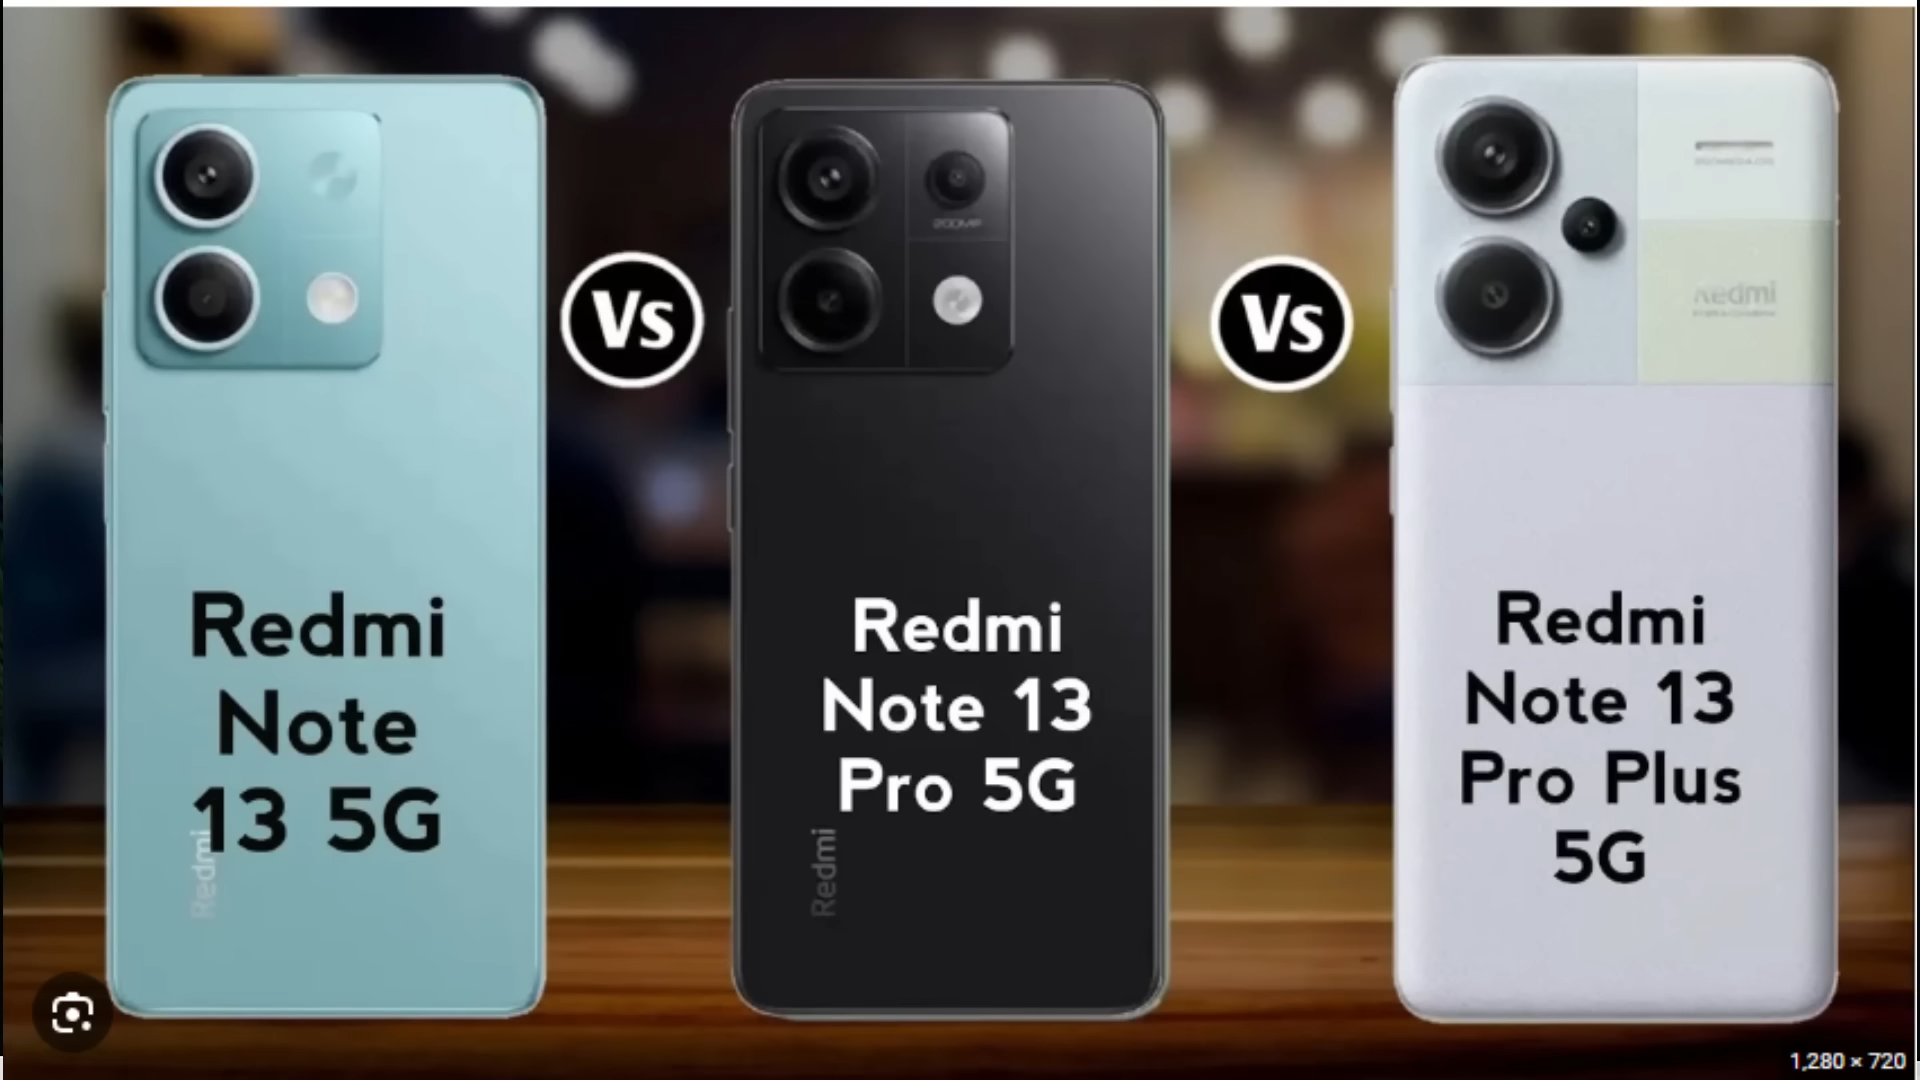 Redmi
Note
13 5G
Redmi
Vs
200MP
Redmi
Note 13
Pro 5G
Redmi
Vs
Redmi
Redmi
Note 13
Pro Plus
5G
1,280 × 720